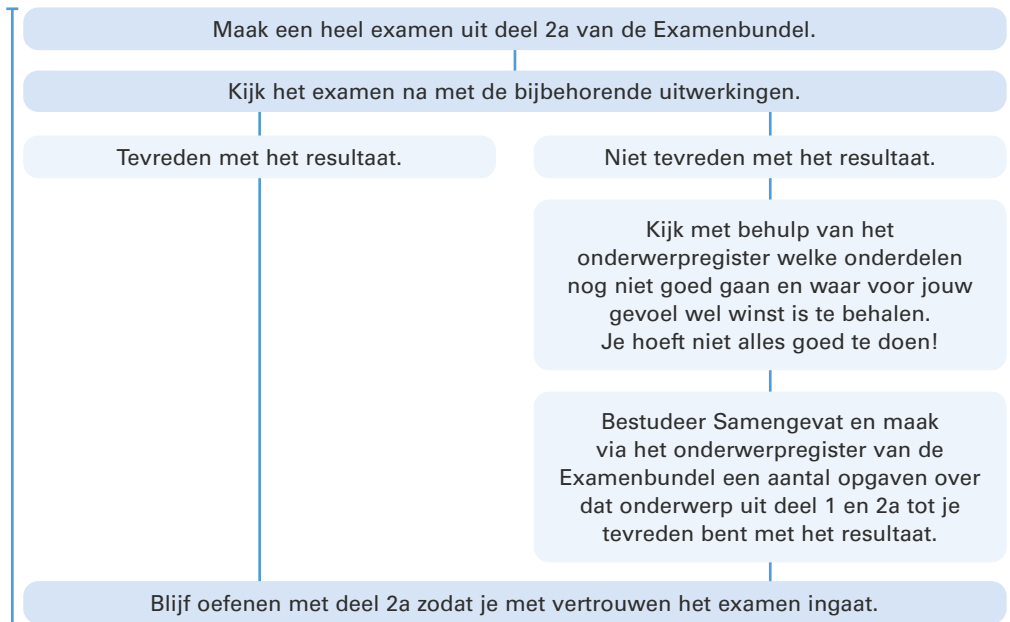 Maak een heel examen uit deel 2a van de Examenbundel.
Kijk het examen na met de bijbehorende uitwerkingen.
Tevreden met het resultaat.
Niet tevreden met het resultaat.
Kijk met behulp van het
onderwerpregister welke onderdelen
nog niet goed gaan en waar voor jouw
gevoel wel winst is te behalen.
Je hoeft niet alles goed te doen!
Bestudeer Samengevat en maak
via het onderwerpregister van de
Examenbundel een aantal opgaven over
dat onderwerp uit deel 1 en 2a tot je
tevreden bent met het resultaat.
Blijf oefenen met deel 2a zodat je met vertrouwen het examen ingaat.